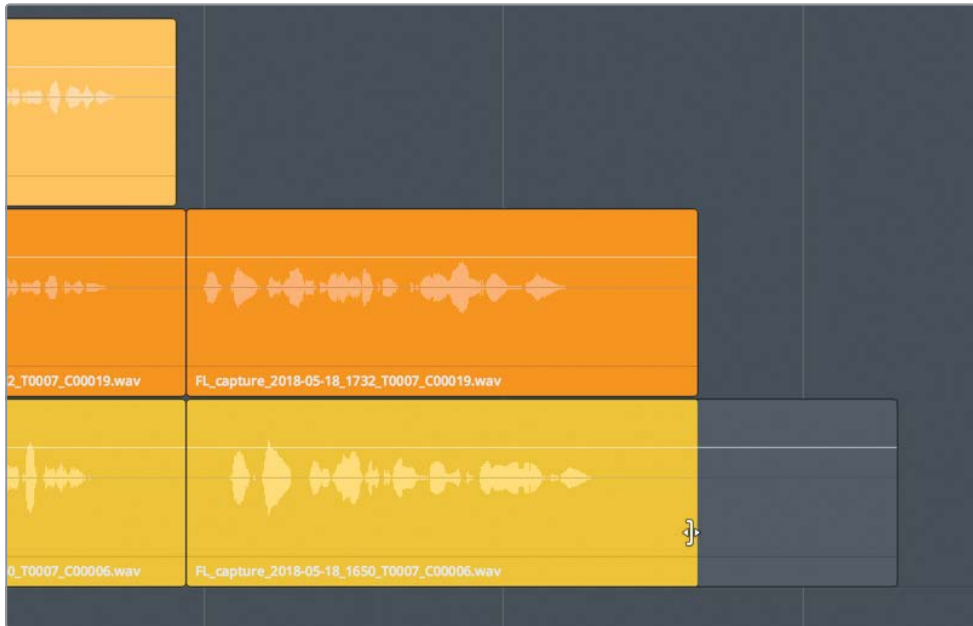 2_T0007_C00019.wav
FL_capture_2018-05-18_1732_T0007_C00019.wav
0_T0007_C00006.wav
FL_capture_2018-05-18_1650_T0007_C00006.wav